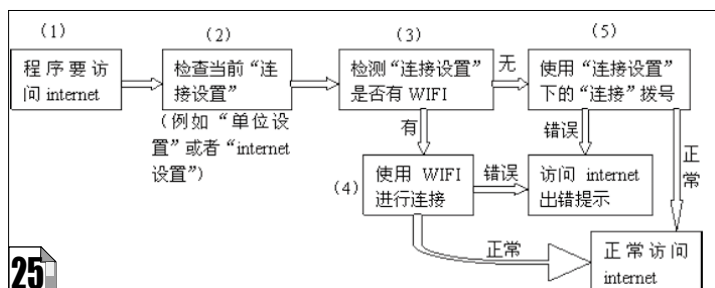 (1)
程序要访
问 internet
(2)
检查当前“连
接设置”
(例如“单位设
置”或者“internet
设置”)
(3)
检测“连接设置”
是否有 WIFI
无
(5)
使用“连接设置”
下的“连接”拨号
有
错误
正
常
(4)
使用 WIFI
进行连接
错误
访问 internet
出错提示
正常
正常访问
internet
25